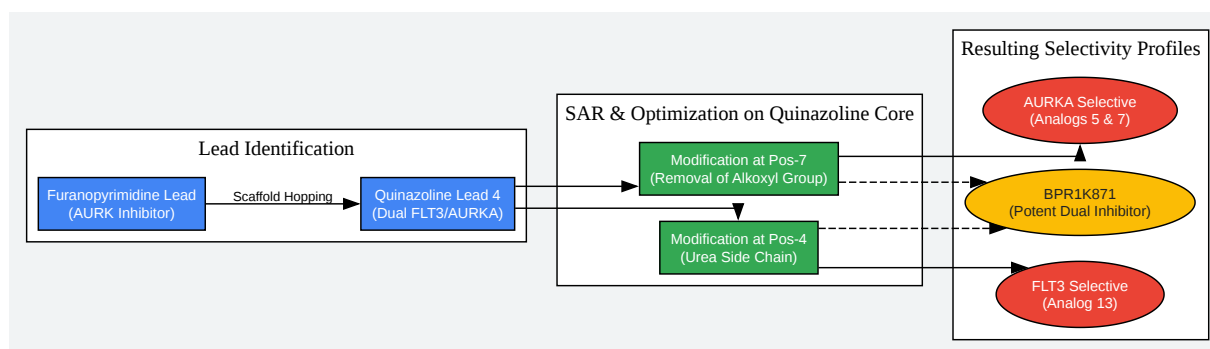 Lead Identification
Furanopyrimidine Lead
(AURK Inhibitor)
Scaffold Hopping
Quinazoline Lead 4
(Dual FLT3/AURKA)
SAR & Optimization on Quinazoline Core
Modification at Pos-7
(Removal of Alkoxyl Group)
Modification at Pos-4
(Urea Side Chain)
Resulting Selectivity Profiles
AURKA Selective
(Analogs 5 & 7)
BPR1K871
(Potent Dual Inhibitor)
FLT3 Selective
(Analog 13)